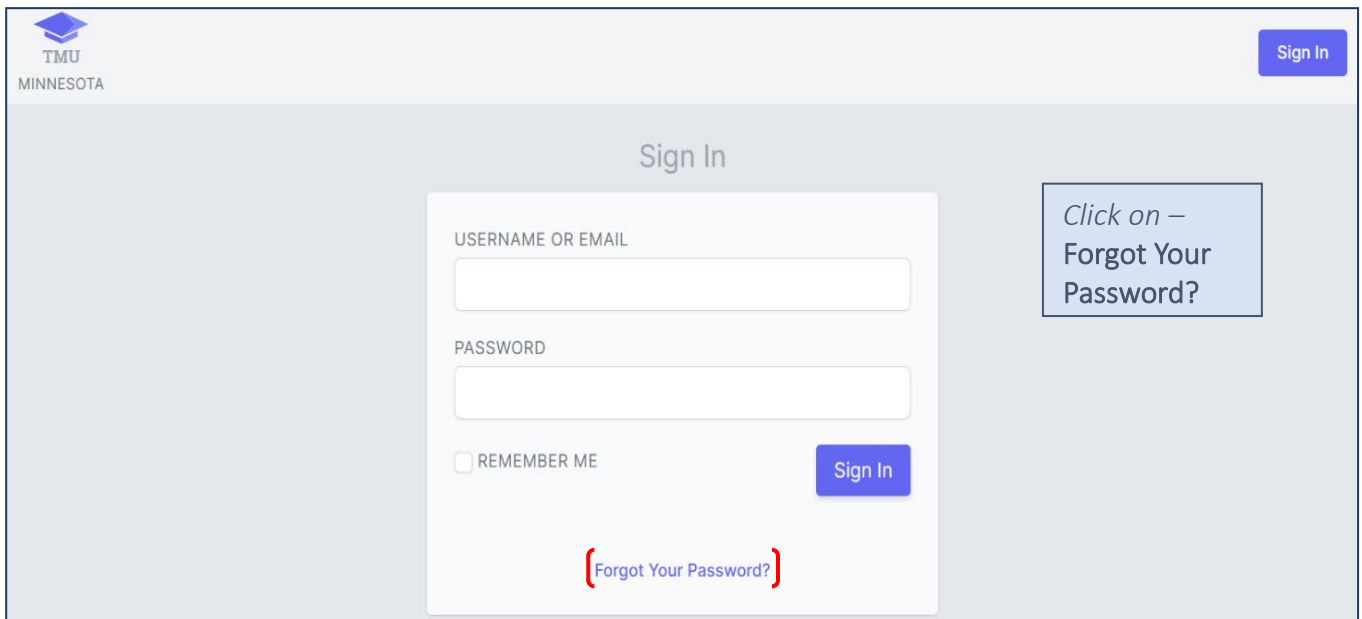 TMU
MINNESOTA
Sign In
Sign In
USERNAME OR EMAIL
PASSWORD
REMEMBER ME
Sign In
Forgot Your Password?
Click on –
Forgot Your
Password?